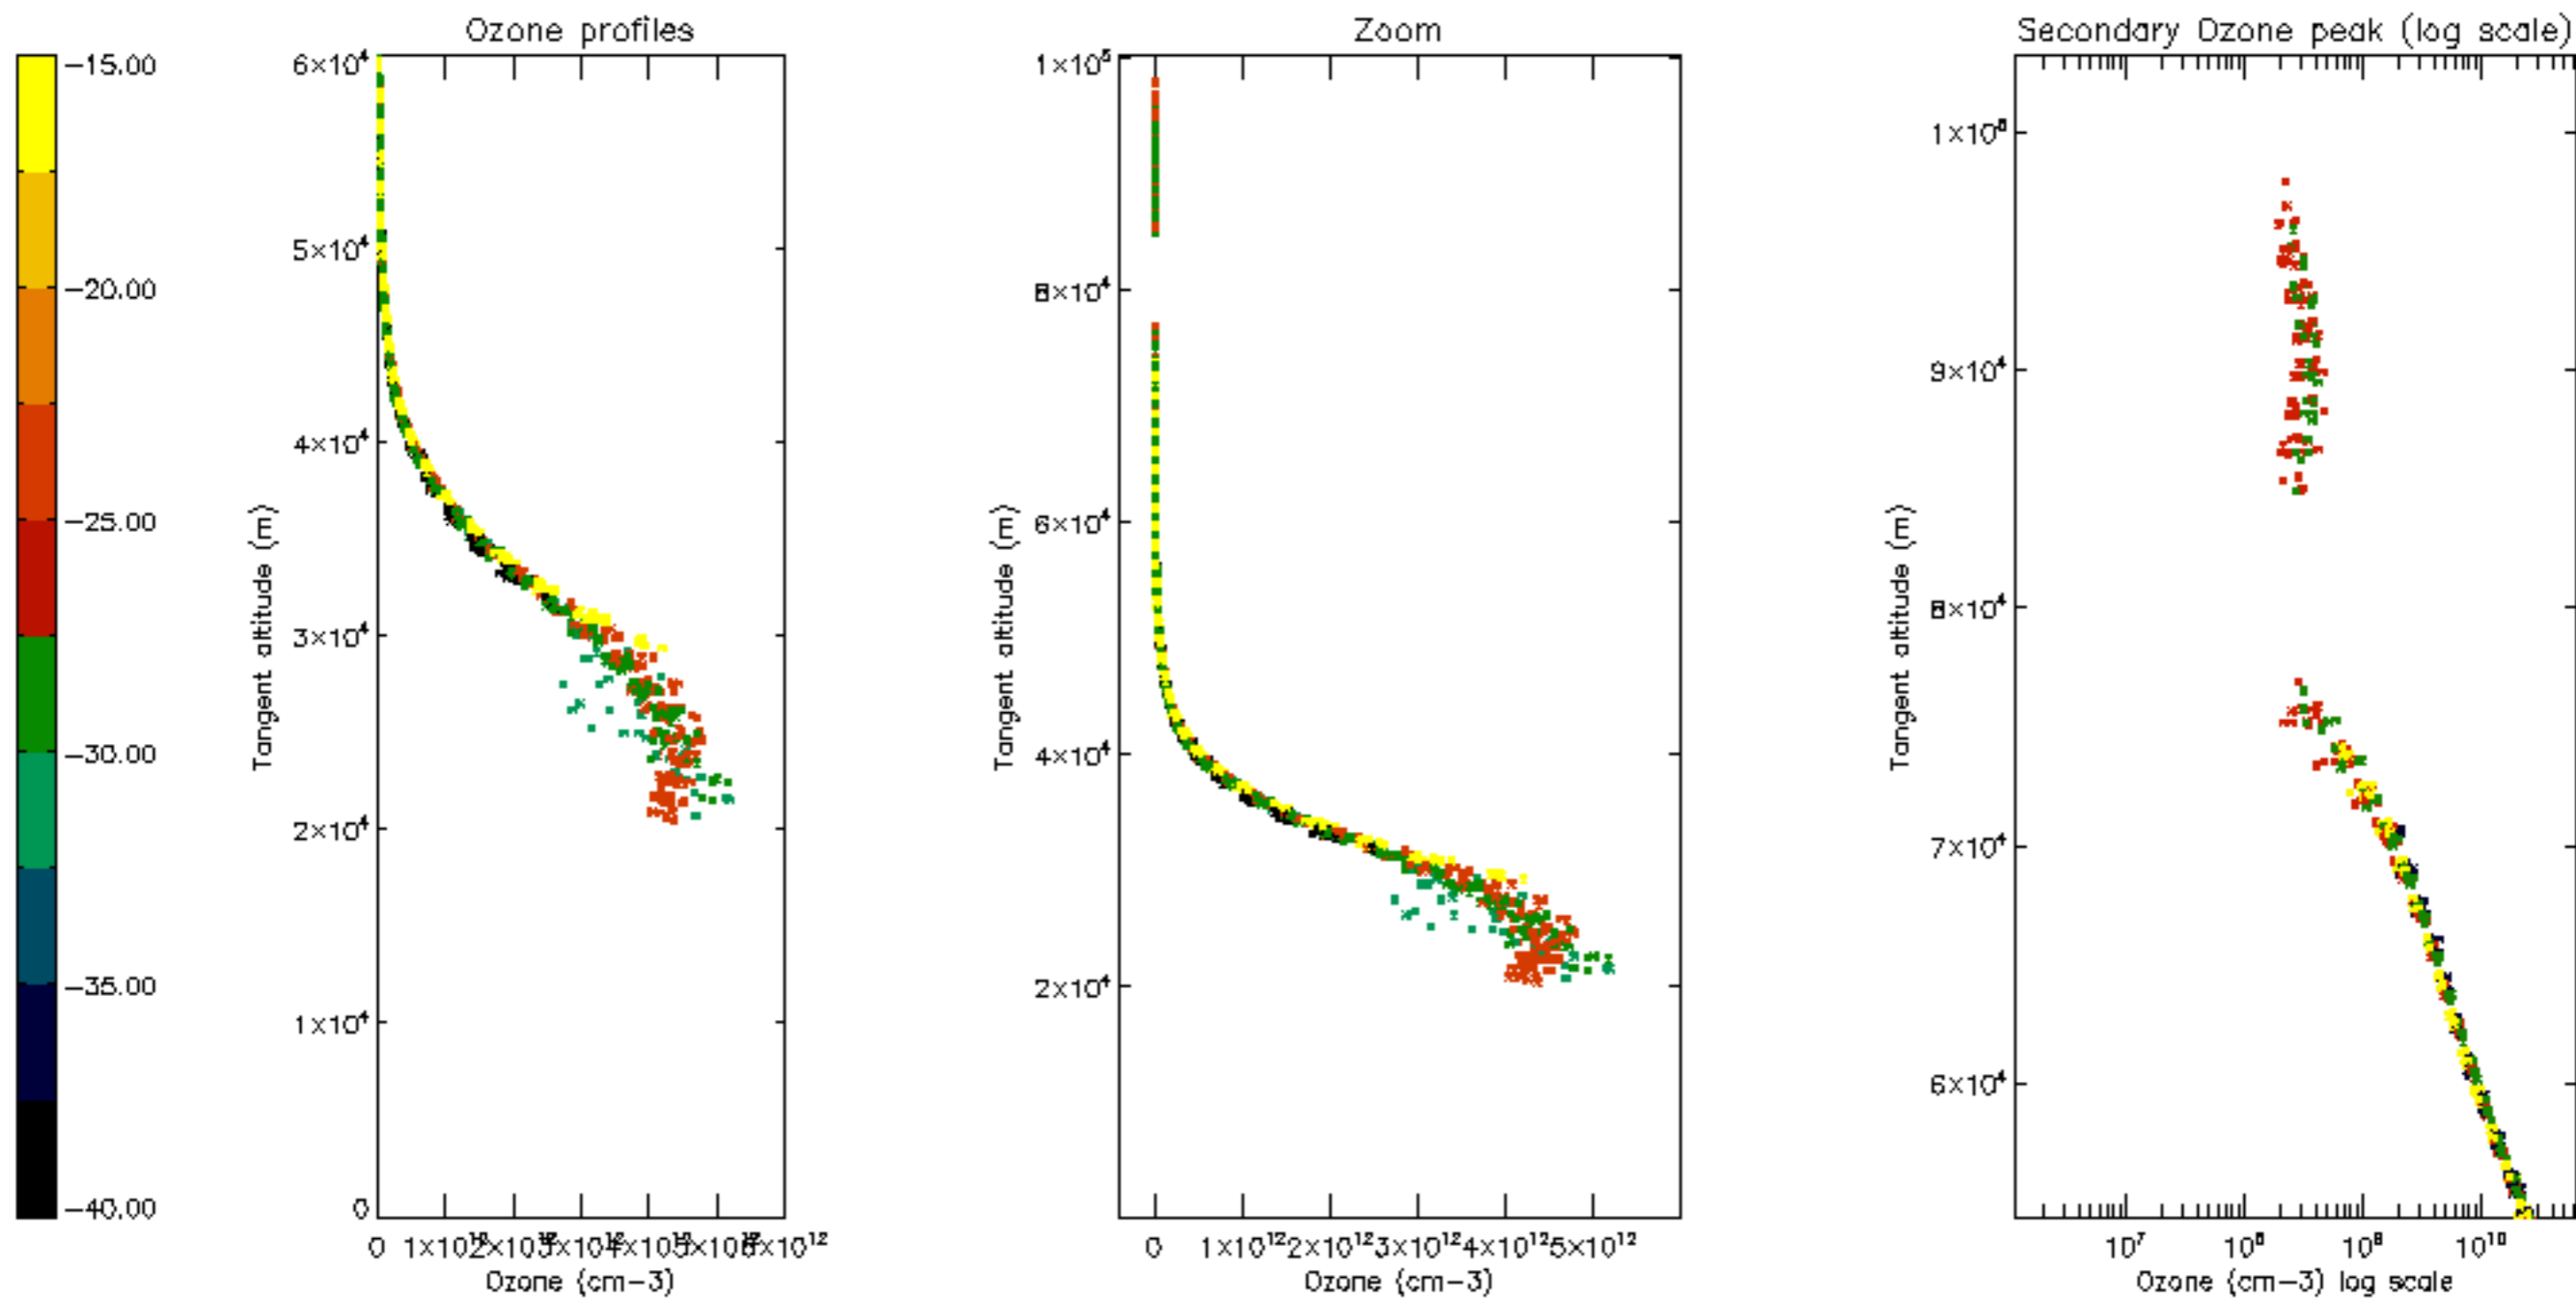 Ozone profiles
Zoom
Secondary Ozone peak (log scale)
−15.00
−20.00
−25.00
−30.00
−35.00
−40.00
6×10⁴
5×10⁴
4×10⁴
3×10⁴
2×10⁴
1×10⁴
0
Tangent altitude (m)
0
6×10¹²
Ozone (cm−3)
1×10⁵
8×10⁴
6×10⁴
4×10⁴
2×10⁴
Tangent altitude (m)
0 1×10¹² 2×10¹² 3×10¹² 4×10¹² 5×10¹²
Ozone (cm−3)
9×10⁴
8×10⁴
7×10⁴
6×10⁴
Tangent altitude (m)
10⁷ 10⁸ 10⁹ 10¹⁰
Ozone (cm−3) log scale